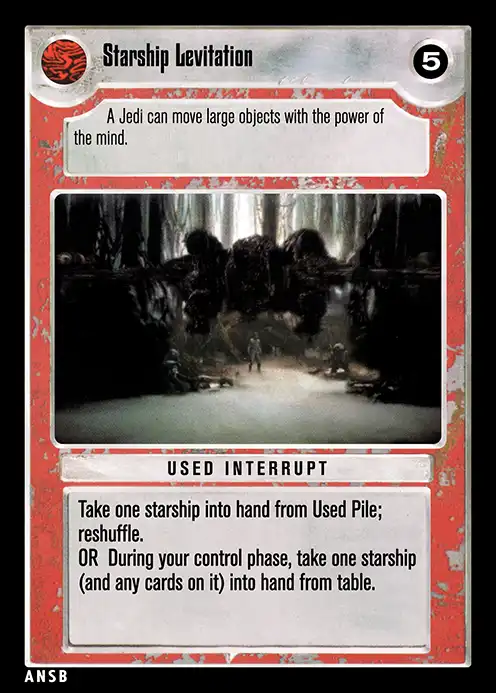 Starship Levitation
5
A Jedi can move large objects with the power of
the mind.
USED INTERRUPT
Take one starship into hand from Used Pile;
reshuffle.
OR During your control phase, take one starship
(and any cards on it) into hand from table.
ANSB